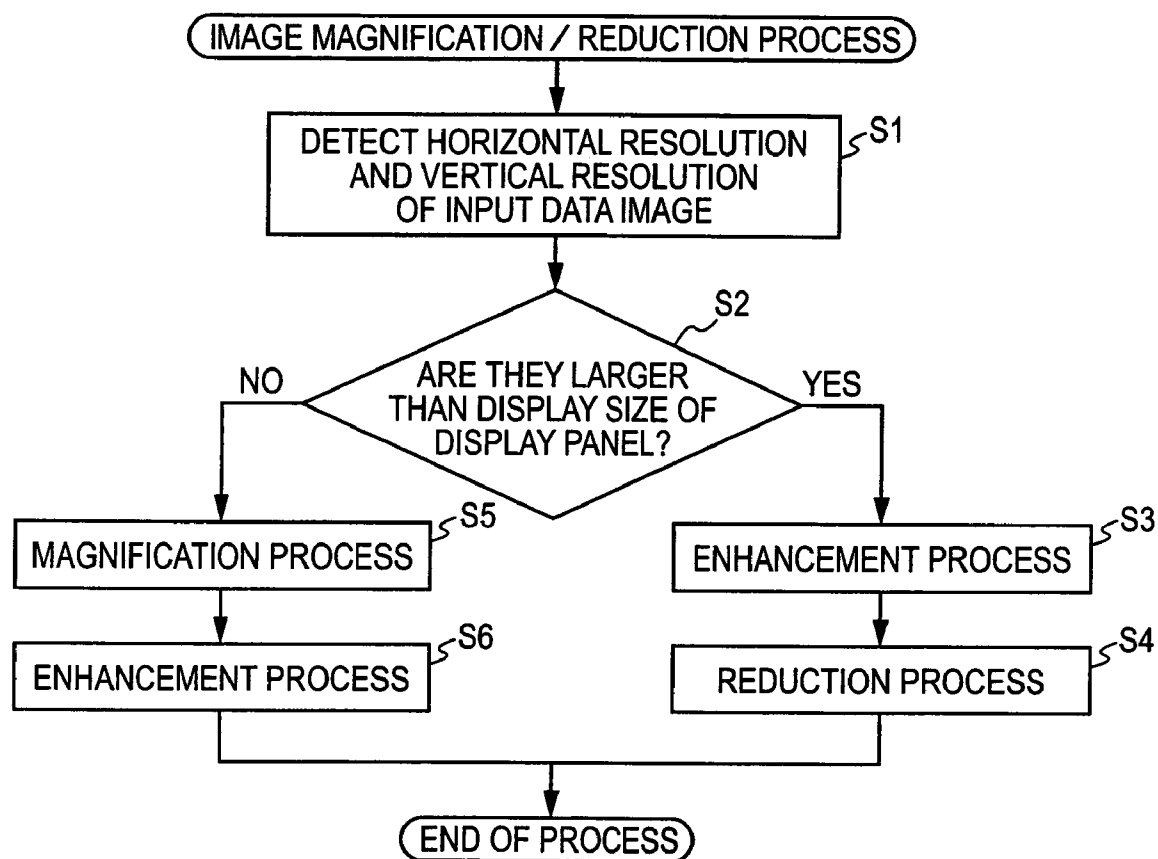 IMAGE MAGNIFICATION / REDUCTION PROCESS
S1
DETECT HORIZONTAL RESOLUTION
AND VERTICAL RESOLUTION
OF INPUT DATA IMAGE
S2
NO
ARE THEY LARGER
THAN DISPLAY SIZE OF
DISPLAY PANEL?
YES
S5
MAGNIFICATION PROCESS
S3
ENHANCEMENT PROCESS
S6
ENHANCEMENT PROCESS
S4
REDUCTION PROCESS
END OF PROCESS